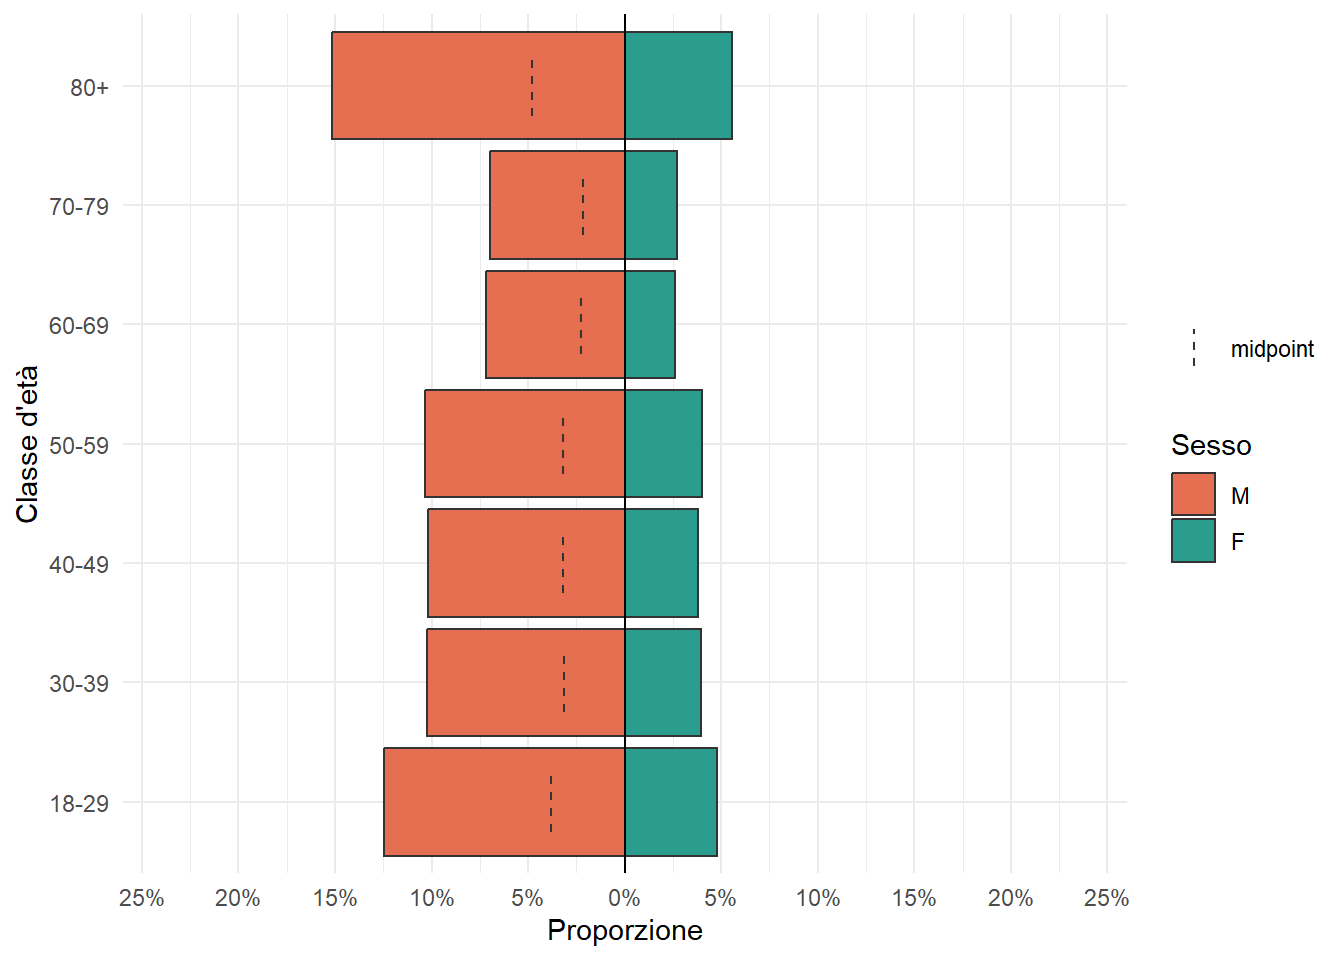 80+
70-79
60-69
50-59
40-49
30-39
18-29
Classe d'età
25% 20% 15% 10% 5% 0% 5% 10% 15% 20% 25%
Proporzione
midpoint
Sesso
M
F